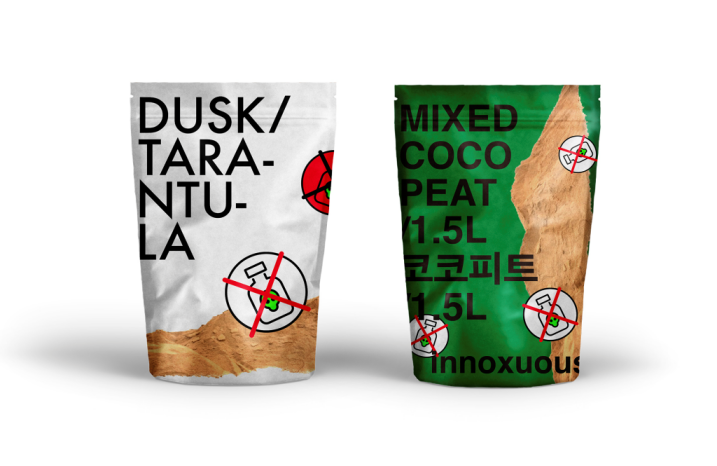 DUSK/
TARA-
NTU-
LA
MIXED
COCO
PEAT
/1.5L
코코피트
/1.5L
innoxuous